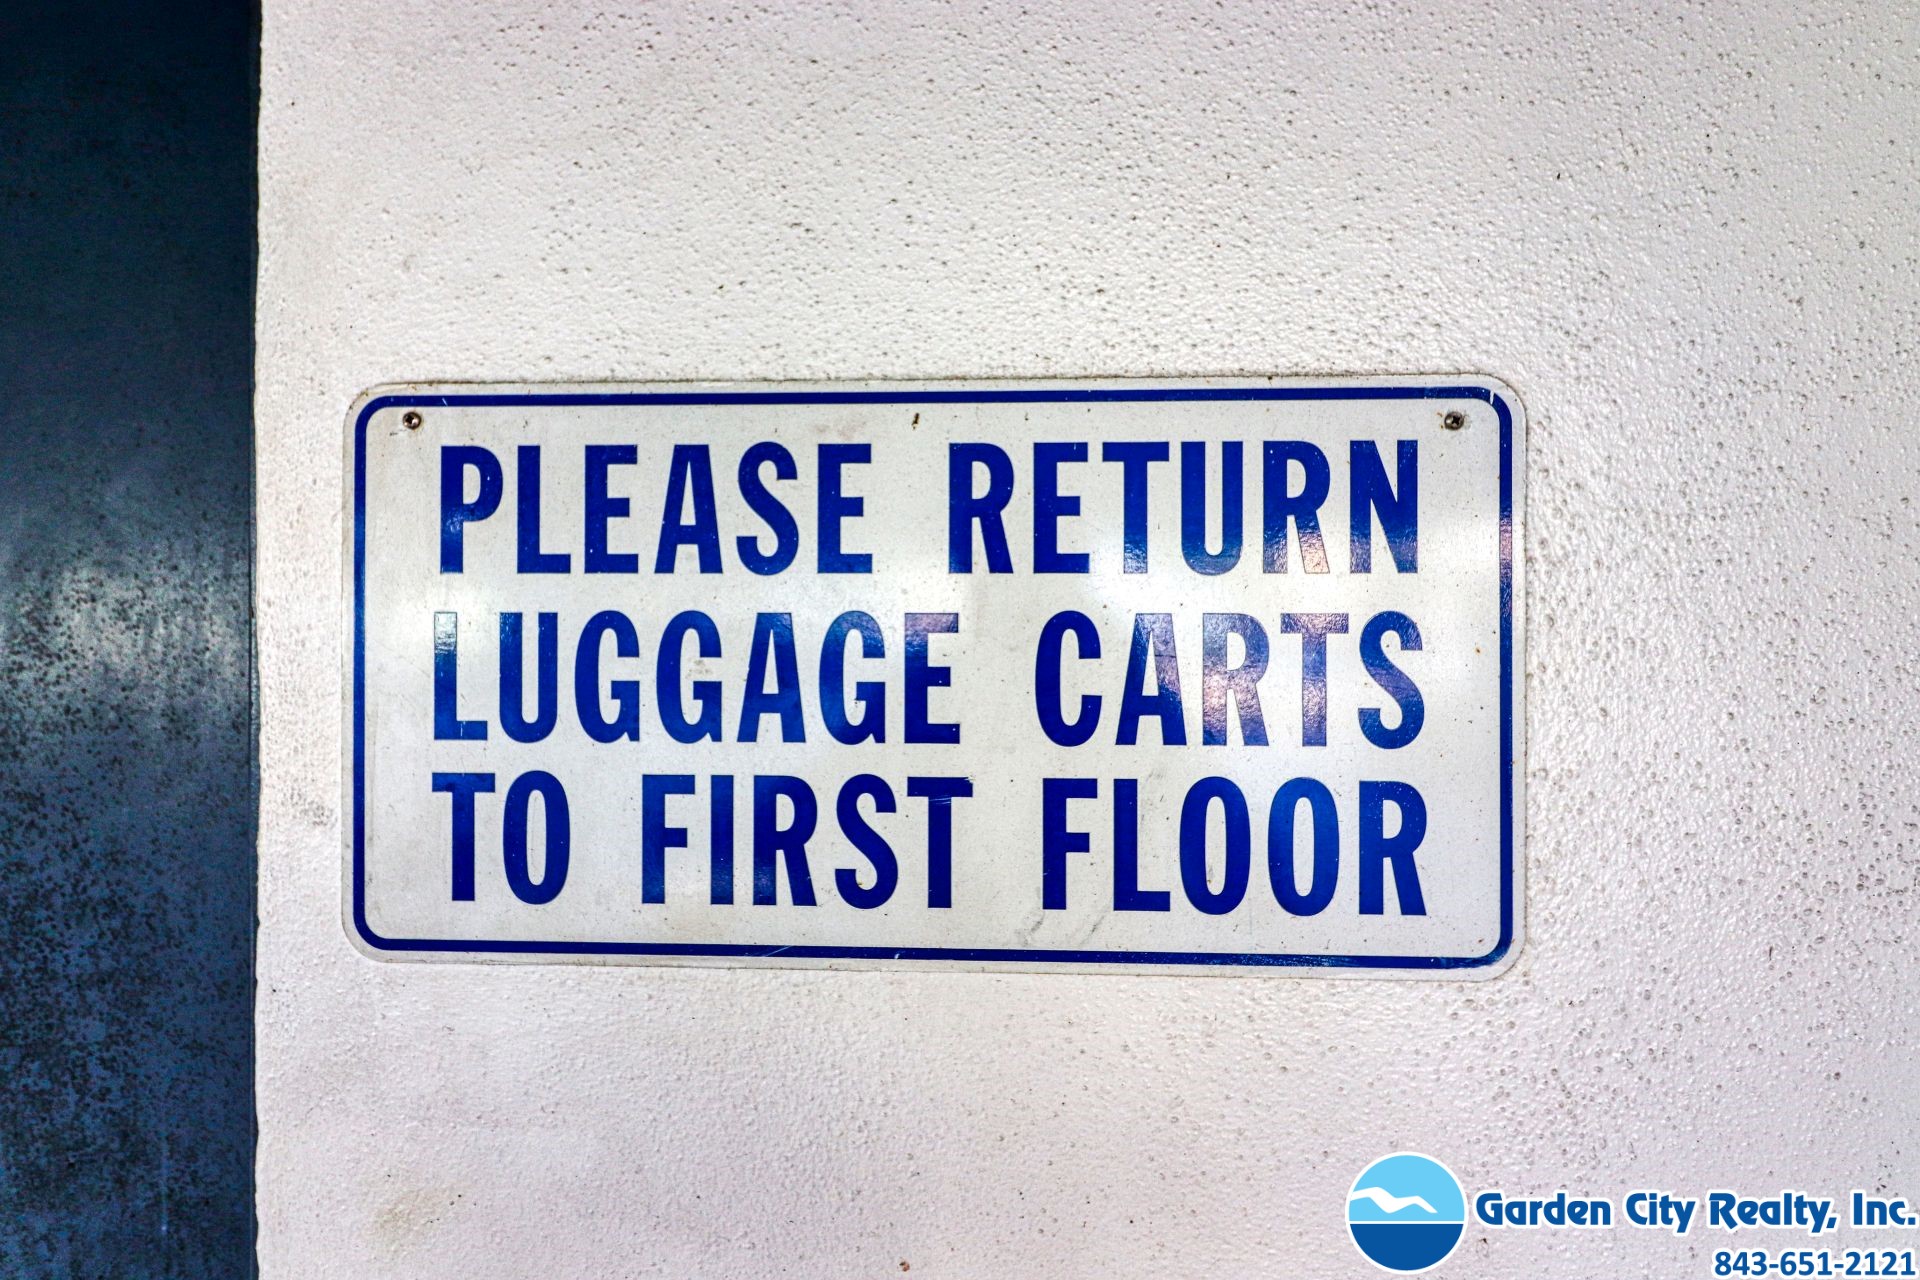 PLEASE RETURN
LUGGAGE CARTS
TO FIRST FLOOR
Garden City Realty, Inc.
843-651-2121